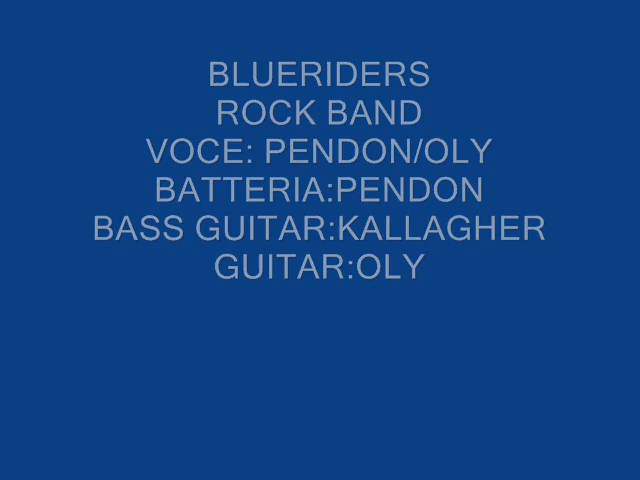 BLUERIDERS
ROCK BAND
VOCE: PENDON/OLY
BATTERIA:PENDON
BASS GUITAR:KALLAGHER
GUITAR:OLY